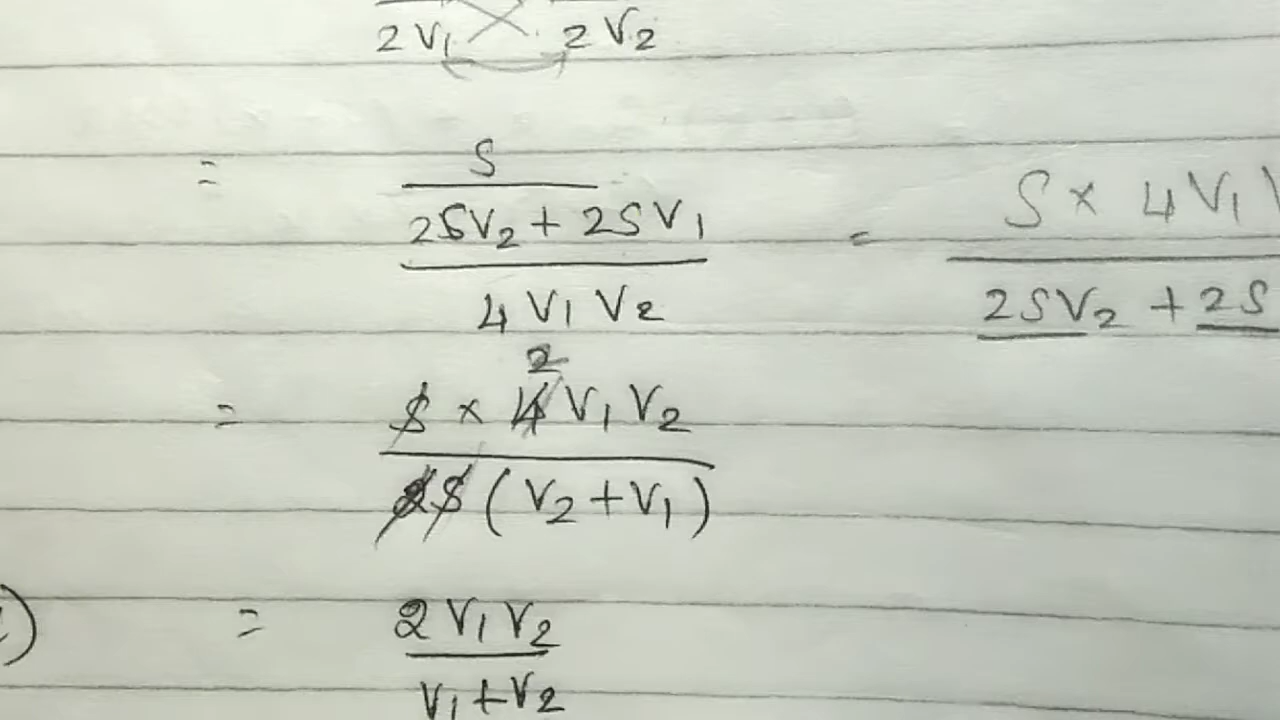 2V₁ 2V₂
= S / (2SV₂ + 2SV₁) / 4V₁V₂ = S × 4V₁ / 2SV₂ + 2S
2
= S × 4V₁V₂ / 2S(V₂+V₁)
) = 2V₁V₂ / V₁+V₂